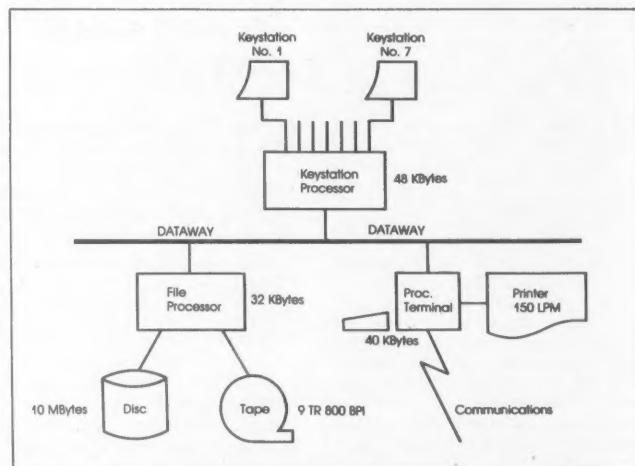 Keystation
No. 1
Keystation
No. 7
Keystation
Processor
48 KBytes
DATAWAY
DATAWAY
File
Processor
32 KBytes
Proc.
Terminal
Printer
150 LPM
40 KBytes
10 MBytes
Disc
Tape
9 TR 800 BPI
Communications